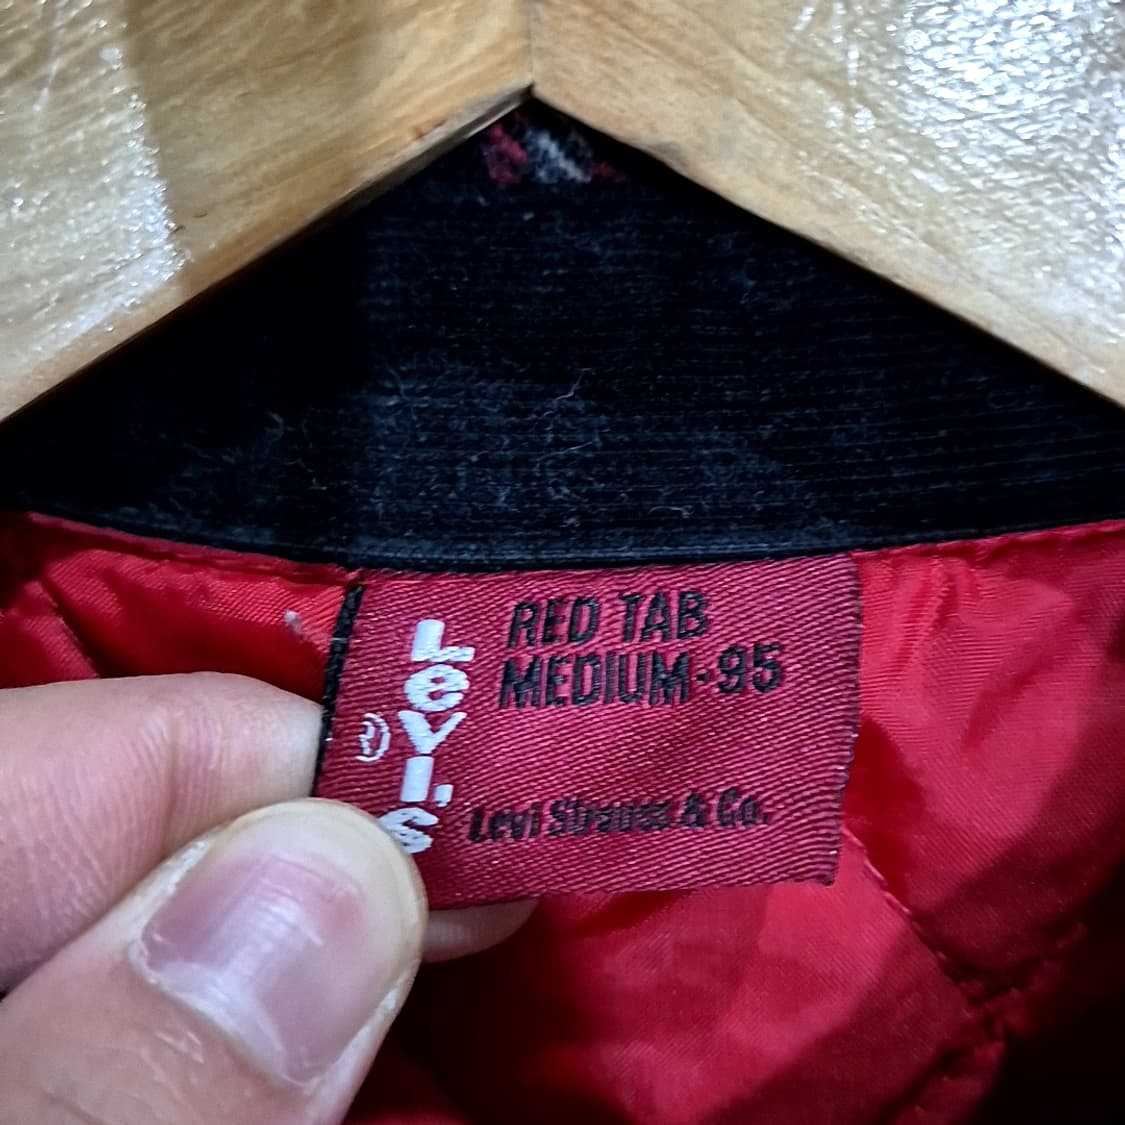 Levi's
RED TAB
MEDIUM-95
Levi Strauss & Co.